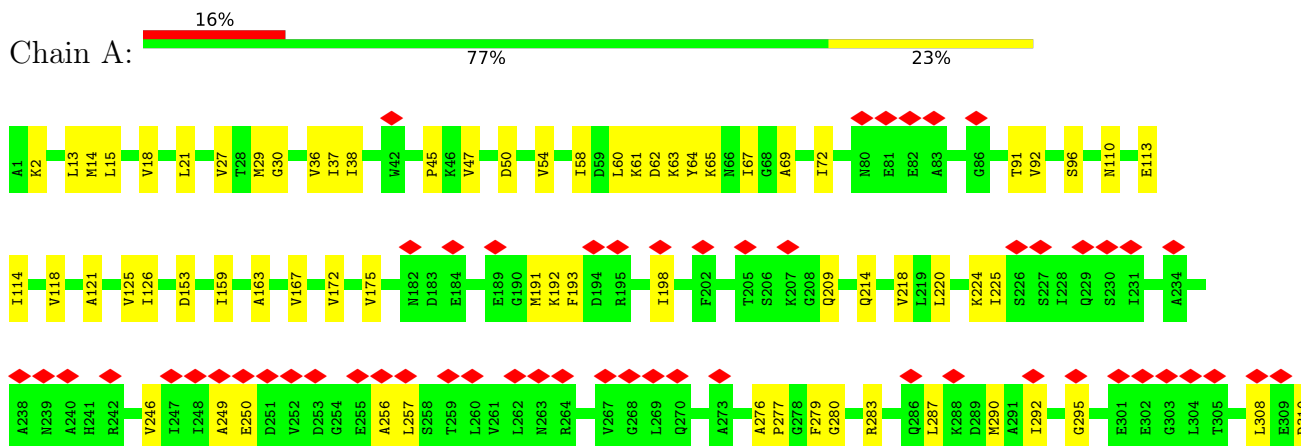 16%
Chain A:
77% 23%
A1 K2 L13 M14 L15 V18 L21 V27 T28 M29 G30 V36 I37 I38 W42 P45 K46 V47 D50 V54 I58 D59 L60 K61 D62 K63 Y64 K65 N66 I67 G68 A69 I72 N80 E81 E82 A83 G86 T91 V92 S96 N110 E113
I114 V118 A121 V125 I126 D153 I159 A163 V167 V172 V175 N182 D183 E184 E189 G190 M191 K192 F193 D194 R195 I198 F202 T205 S206 K207 G208 Q209 Q214 V218 L219 L220 K224 I225 S226 S227 I228 Q229 S230 I231 A234
A238 N239 A240 H241 R242 V246 I247 I248 A249 E250 D251 V252 D253 G254 E255 A256 L257 S258 T259 L260 V261 L262 N263 R264 V267 G268 L269 Q270 A273 A276 P277 G278 F279 G280 R283 Q286 L287 K288 D289 M290 A291 I292 G295 E301 E302 G303 L304 T305 L308 E309